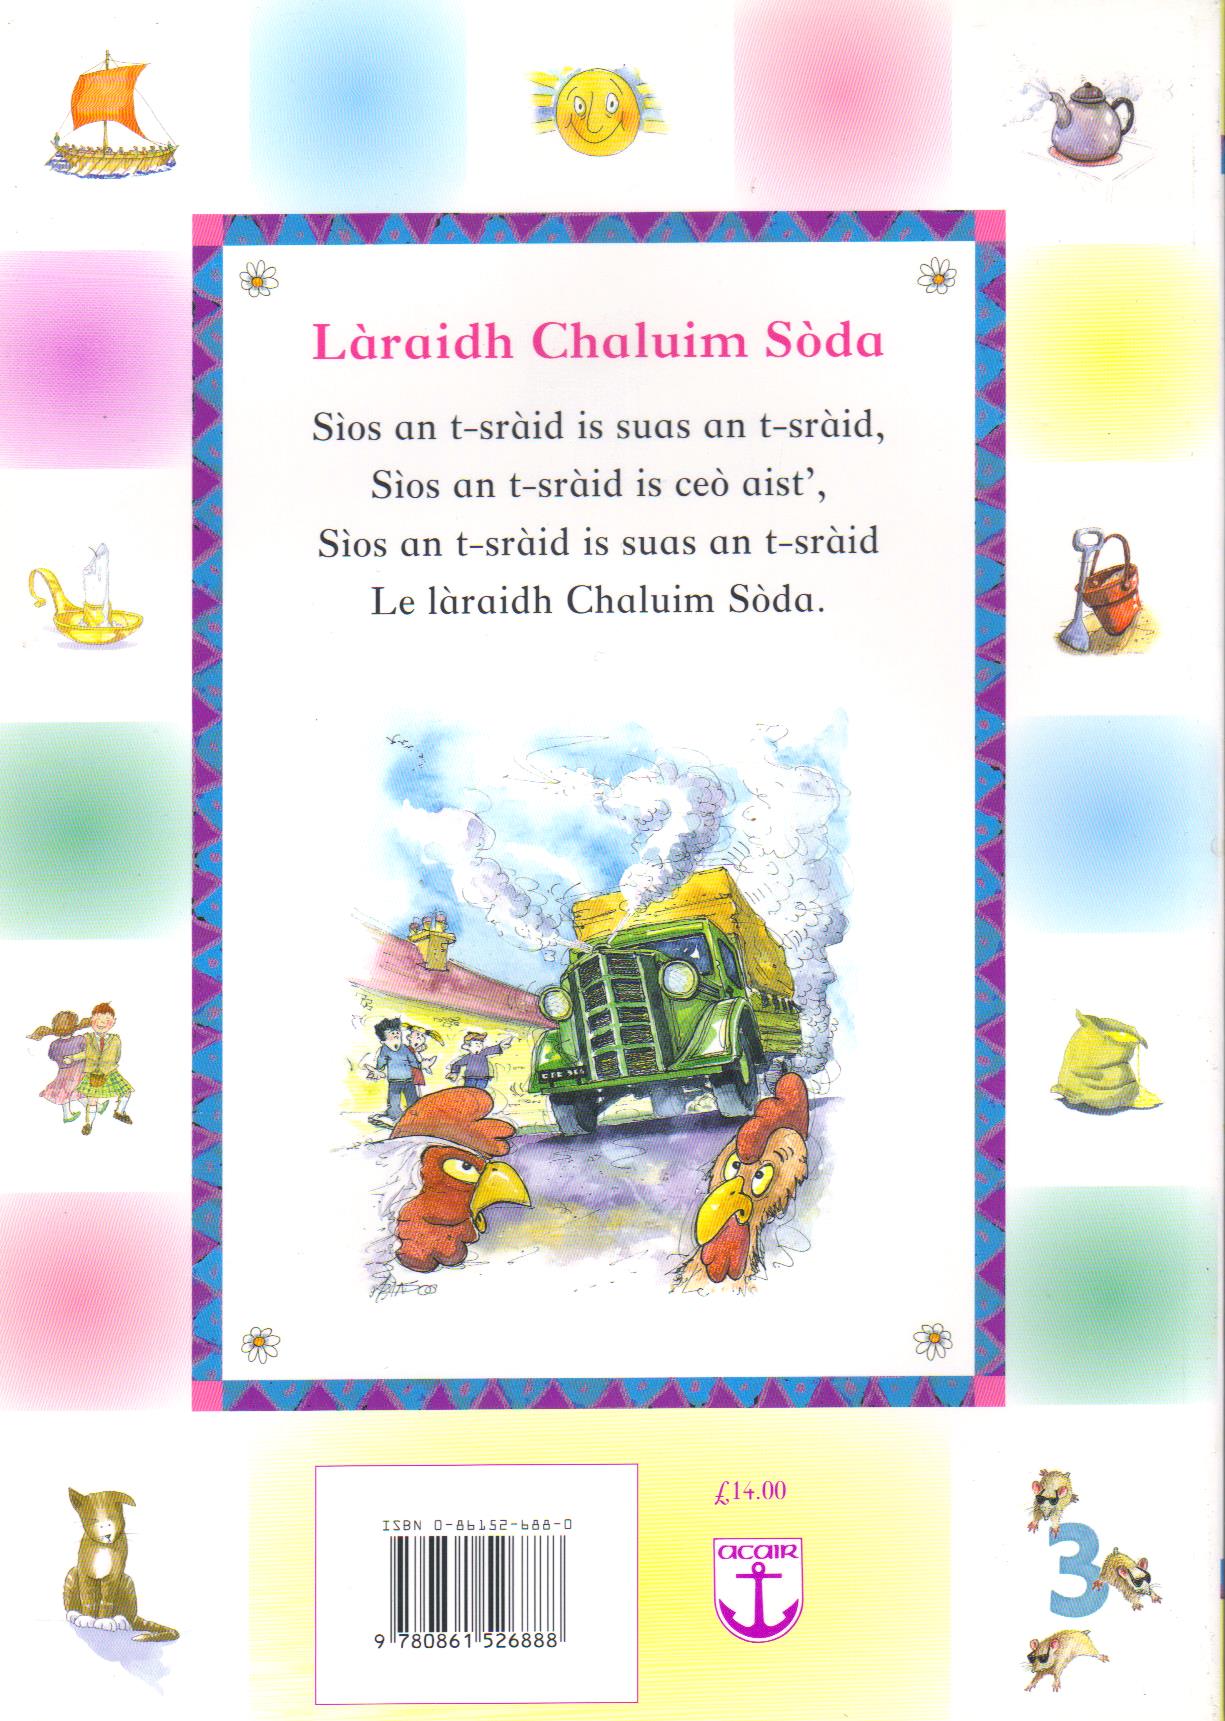 Làraidh Chaluim Sòda
Sìos an t-sràid is suas an t-sràid,
Sìos an t-sràid is ceò aist’,
Sìos an t-sràid is suas an t-sràid
Le làraidh Chaluim Sòda.
ISBN 0-86152-688-0
9 780861 526888
£14.00
acair
3